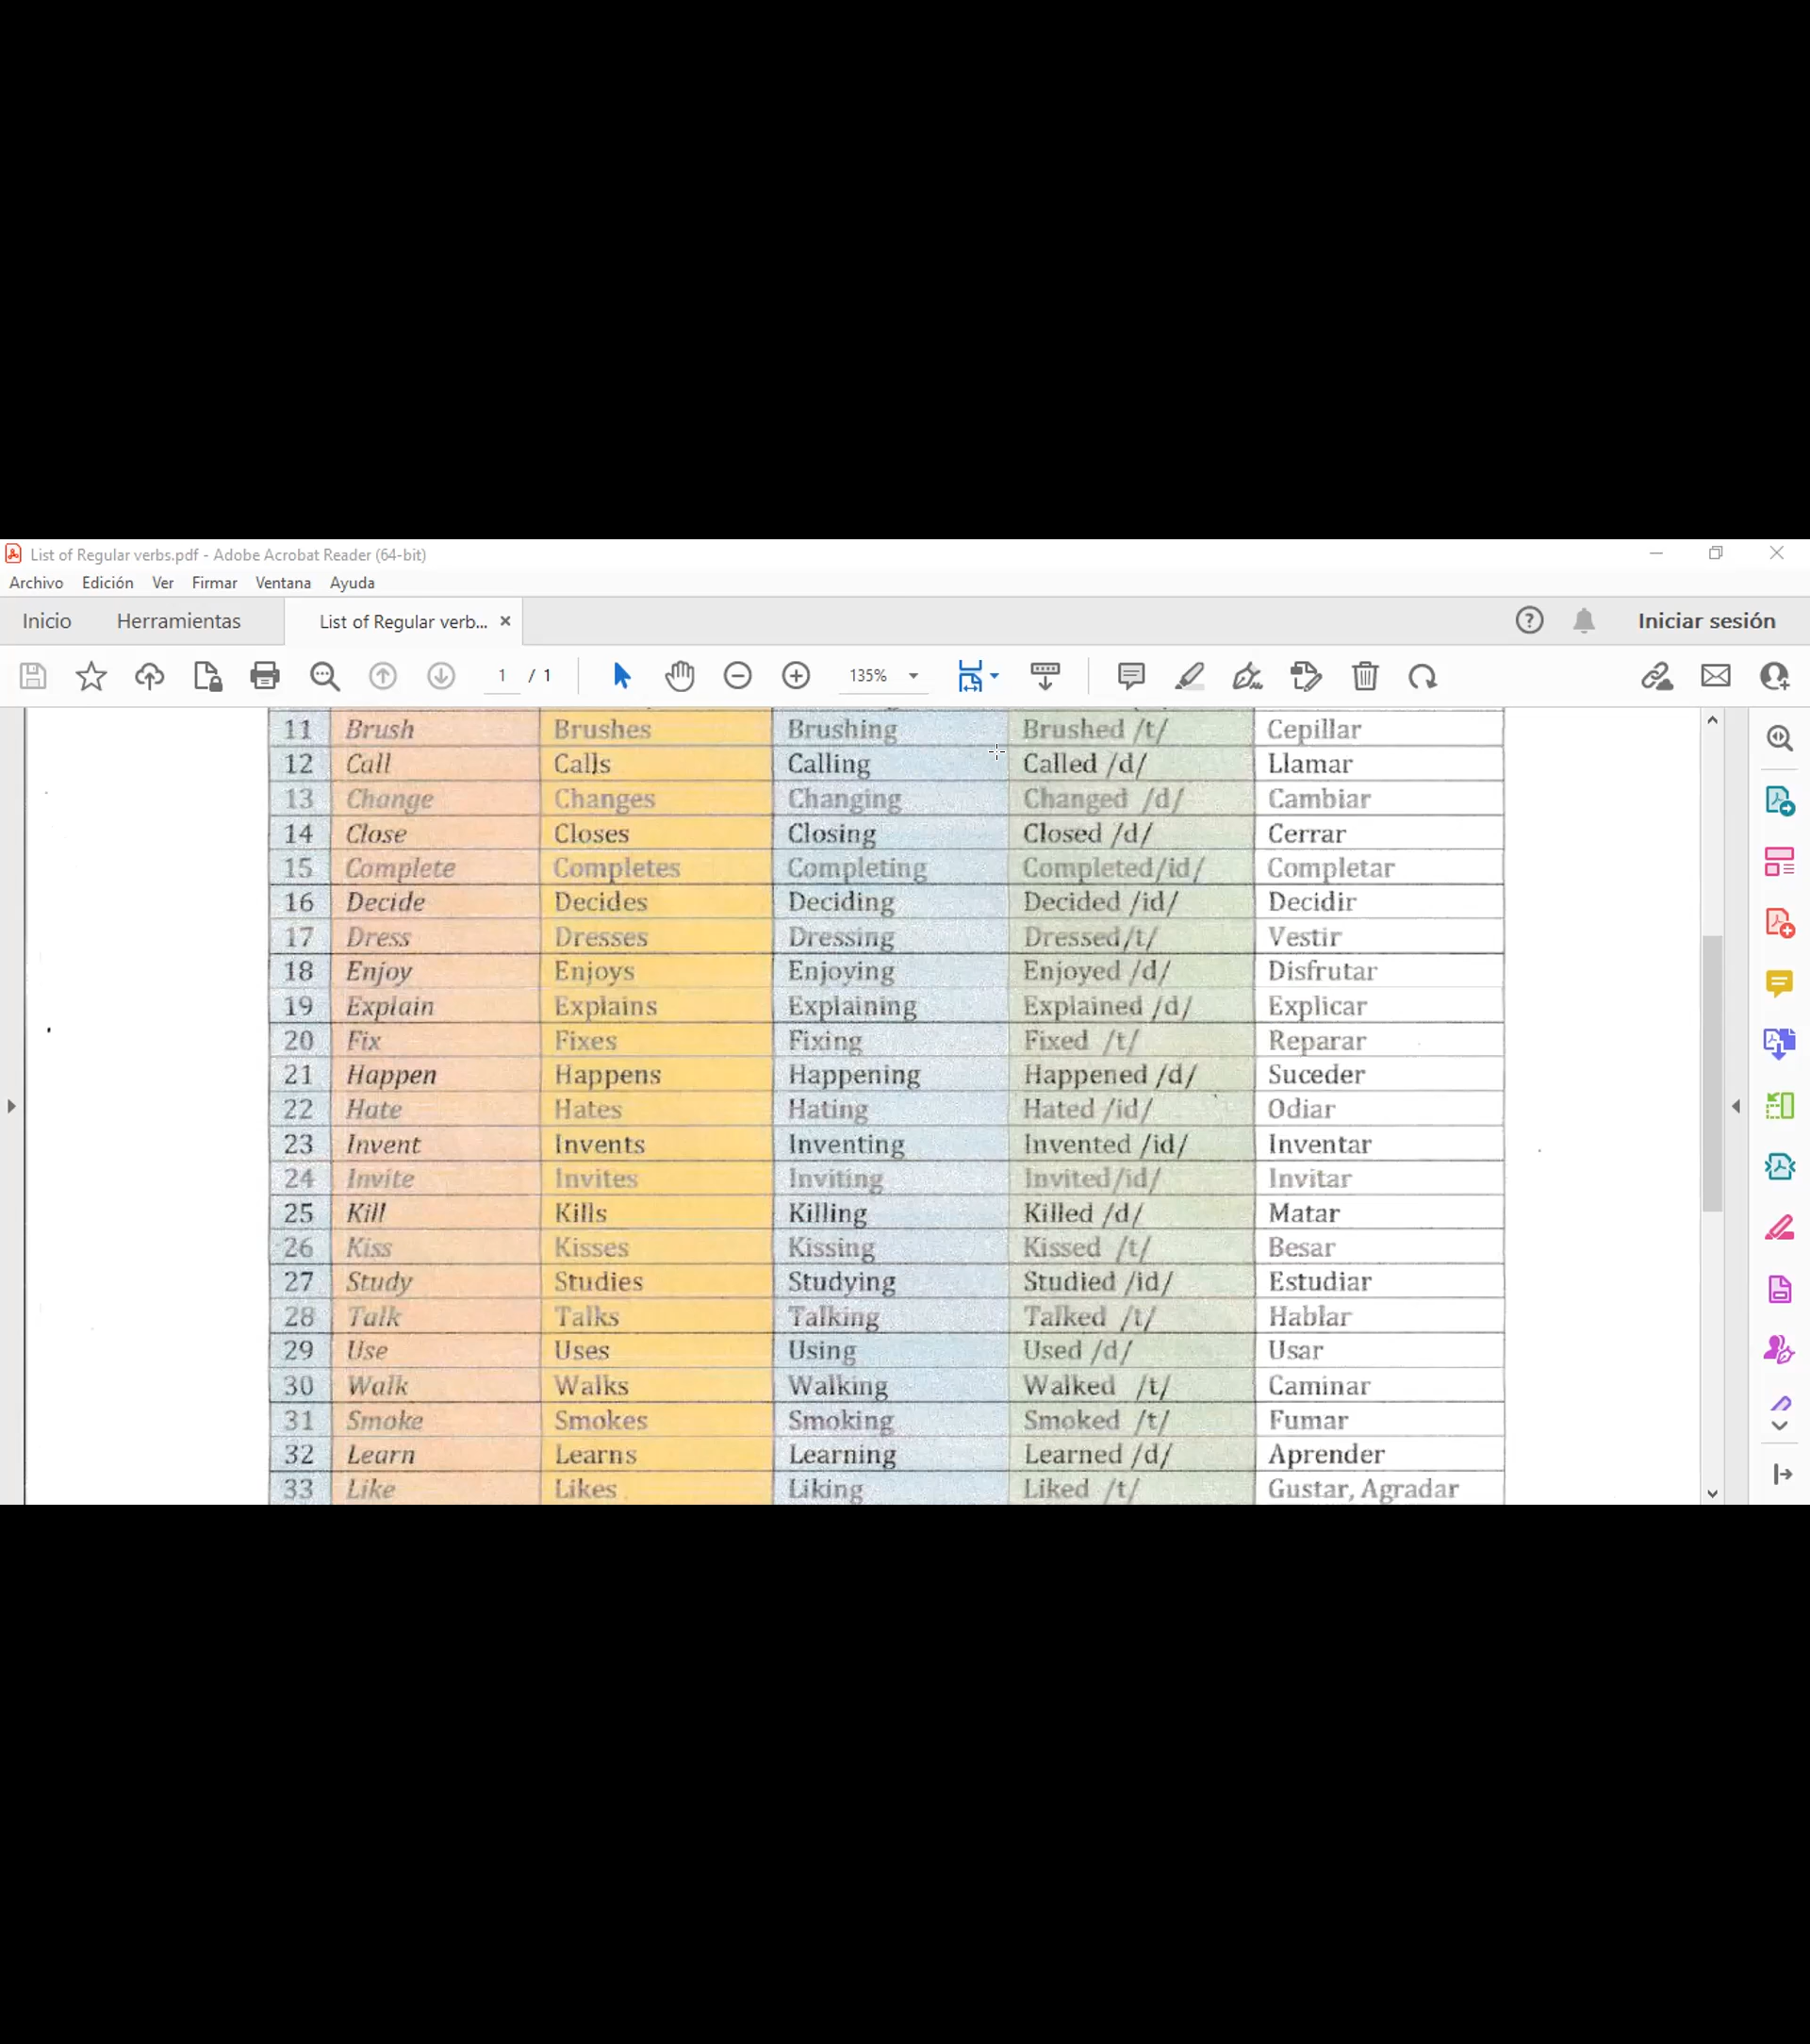 List of Regular verbs.pdf - Adobe Acrobat Reader (64-bit)
Archivo Edición Ver Firmar Ventana Ayuda
Inicio Herramientas List of Regular verb... Iniciar sesión
1 / 1 135%
11 Brush Brushes Brushing Brushed /t/ Cepillar
12 Call Calls Calling Called /d/ Llamar
13 Change Changes Changing Changed /d/ Cambiar
14 Close Closes Closing Closed /d/ Cerrar
15 Complete Completes Completing Completed/id/ Completar
16 Decide Decides Deciding Decided /id/ Decidir
17 Dress Dresses Dressing Dressed/t/ Vestir
18 Enjoy Enjoys Enjoying Enjoyed /d/ Disfrutar
19 Explain Explains Explaining Explained /d/ Explicar
20 Fix Fixes Fixing Fixed /t/ Reparar
21 Happen Happens Happening Happened /d/ Suceder
22 Hate Hates Hating Hated /id/ Odiar
23 Invent Invents Inventing Invented /id/ Inventar
24 Invite Invites Inviting Invited/id/ Invitar
25 Kill Kills Killing Killed /d/ Matar
26 Kiss Kisses Kissing Kissed /t/ Besar
27 Study Studies Studying Studied /id/ Estudiar
28 Talk Talks Talking Talked /t/ Hablar
29 Use Uses Using Used /d/ Usar
30 Walk Walks Walking Walked /t/ Caminar
31 Smoke Smokes Smoking Smoked /t/ Fumar
32 Learn Learns Learning Learned /d/ Aprender
33 Like Likes Liking Liked /t/ Gustar, Agradar